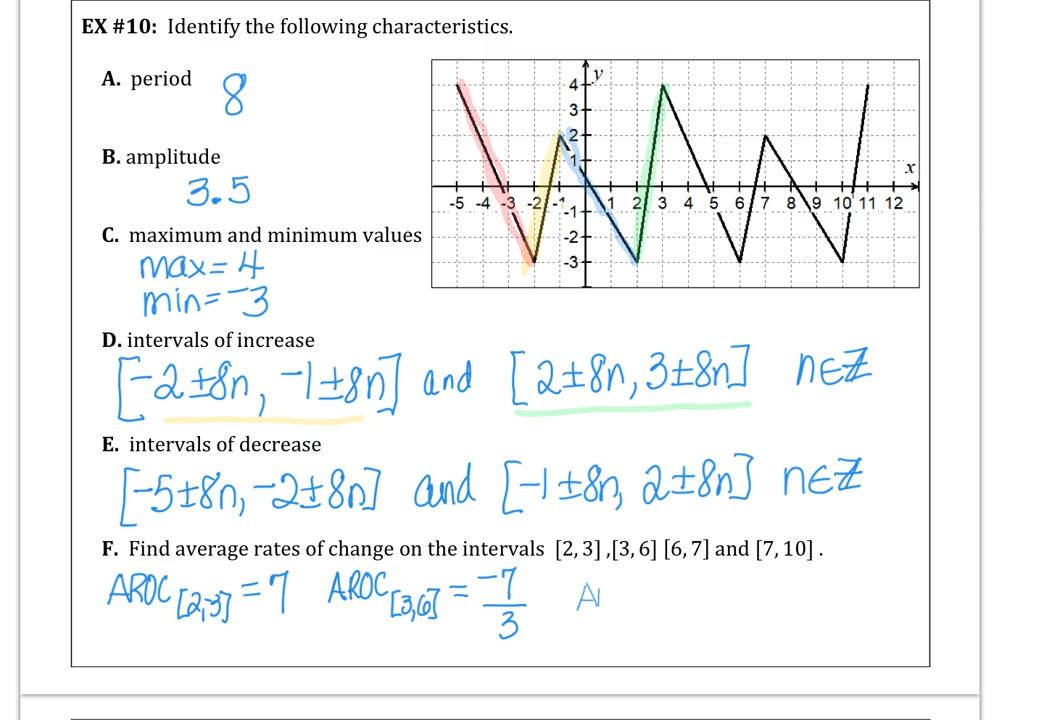 EX #10: Identify the following characteristics.
A. period 8
B. amplitude
3.5
C. maximum and minimum values
max = 4
min = -3
y
4
3
2
1
-1
-2
-3
x
-5 -4 -3 -2 -1 1 2 3 4 5 6 7 8 9 10 11 12
D. intervals of increase
[-2±8n, -1±8n] and [2±8n, 3±8n] n∈ℤ
E. intervals of decrease
[-5±8n, -2±8n] and [-1±8n, 2±8n] n∈ℤ
F. Find average rates of change on the intervals [2,3] ,[3,6] [6,7] and [7,10] .
AROC [2,3] = 7 AROC [3,6] = -7/3 A